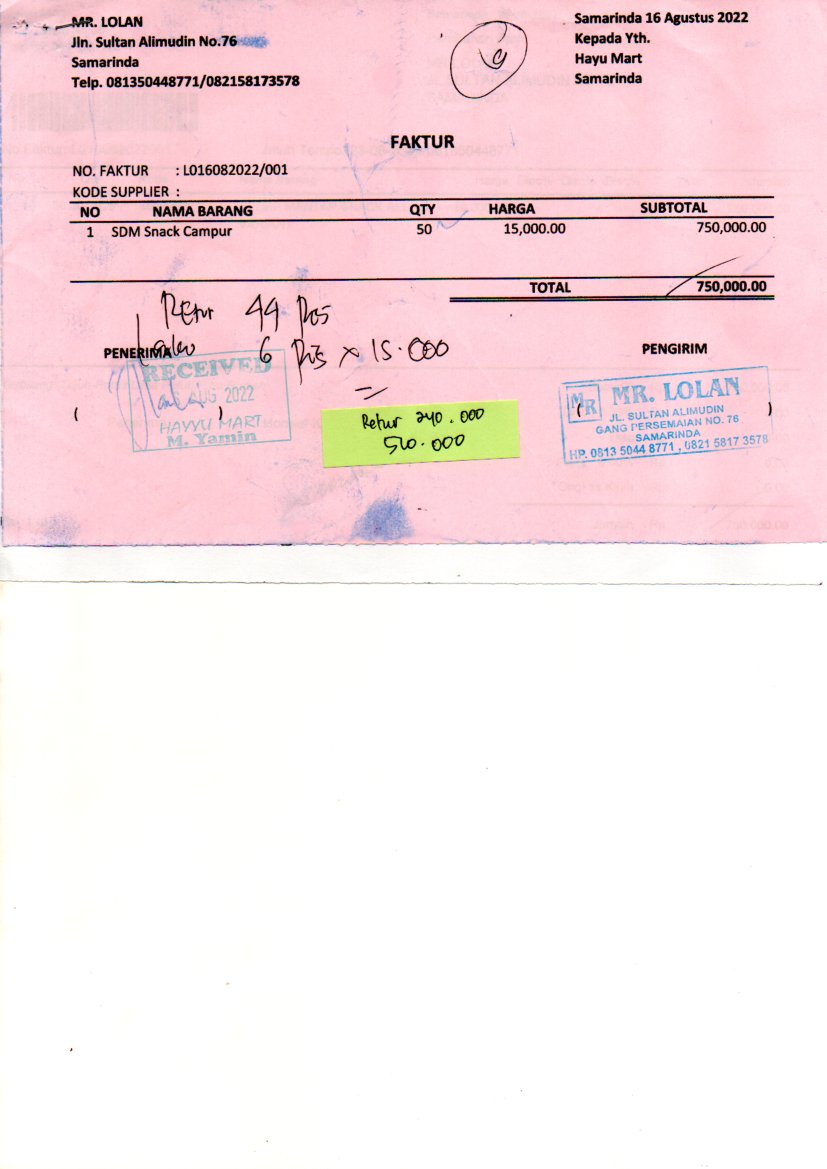 MR. LOLAN
Jln. Sultan Alimudin No.76
Samarinda
Telp. 081350448771/082158173578
Samarinda 16 Agustus 2022
Kepada Yth.
Hayu Mart
Samarinda
FAKTUR
NO. FAKTUR : L016082022/001
KODE SUPPLIER :
NO NAMA BARANG QTY HARGA SUBTOTAL
1 SDM Snack Campur 50 15,000.00 750,000.00
TOTAL 750,000.00
Retur 44 Pcs
Laku 6 Pcs x 15.000
PENERIMA PENGIRIM
RECEIVED
AUG 2022
HAYYU MART
M. Yamin
( )
Retur 240.000
510.000
MR
MR. LOLAN
JL. SULTAN ALIMUDIN
GANG PERSEMAIAN NO. 76
SAMARINDA
HP. 0813 5044 8771 , 0821 5817 3578
( )